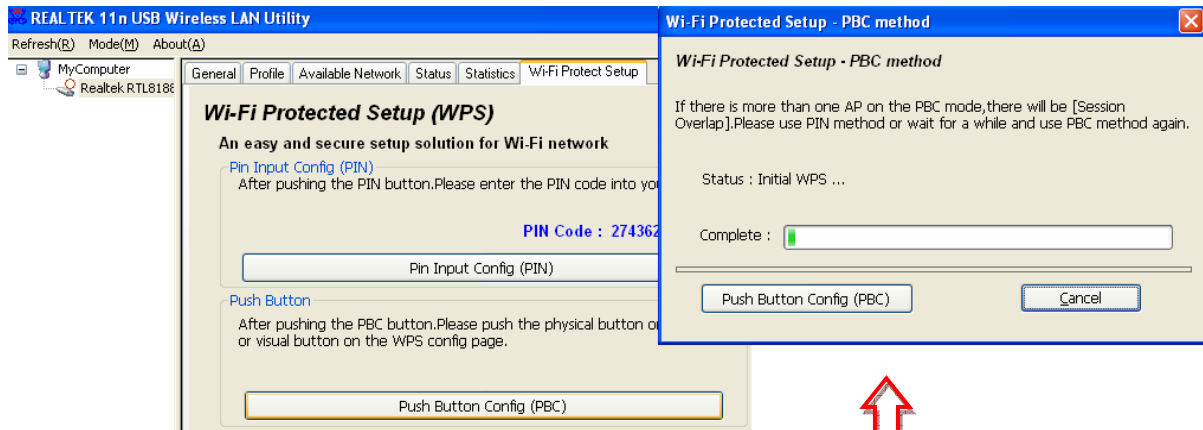 REALTEK 11n USB Wireless LAN Utility
Refresh(R) Mode(M) About(A)
MyComputer
Realtek RTL8188
General Profile Available Network Status Statistics Wi-Fi Protect Setup
Wi-Fi Protected Setup (WPS)
An easy and secure setup solution for Wi-Fi network
Pin Input Config (PIN)
After pushing the PIN button.Please enter the PIN code into
PIN Code : 274362
Pin Input Config (PIN)
Push Button
After pushing the PBC button.Please push the physical button
or visual button on the WPS config page.
Push Button Config (PBC)
Wi-Fi Protected Setup - PBC method
Wi-Fi Protected Setup - PBC method
If there is more than one AP on the PBC mode,there will be [Session
Overlap].Please use PIN method or wait for a while and use PBC method again.
Status : Initial WPS ...
Complete :
Push Button Config (PBC) Cancel